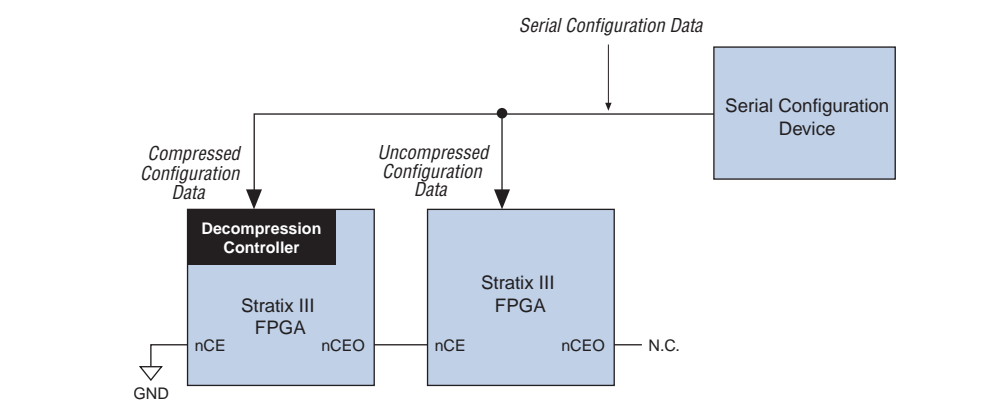 Serial Configuration Data
Serial Configuration
Device
Compressed
Configuration
Data
Uncompressed
Configuration
Data
Decompression
Controller
Stratix III
FPGA
nCE
nCEO
Stratix III
FPGA
nCE
nCEO
N.C.
GND